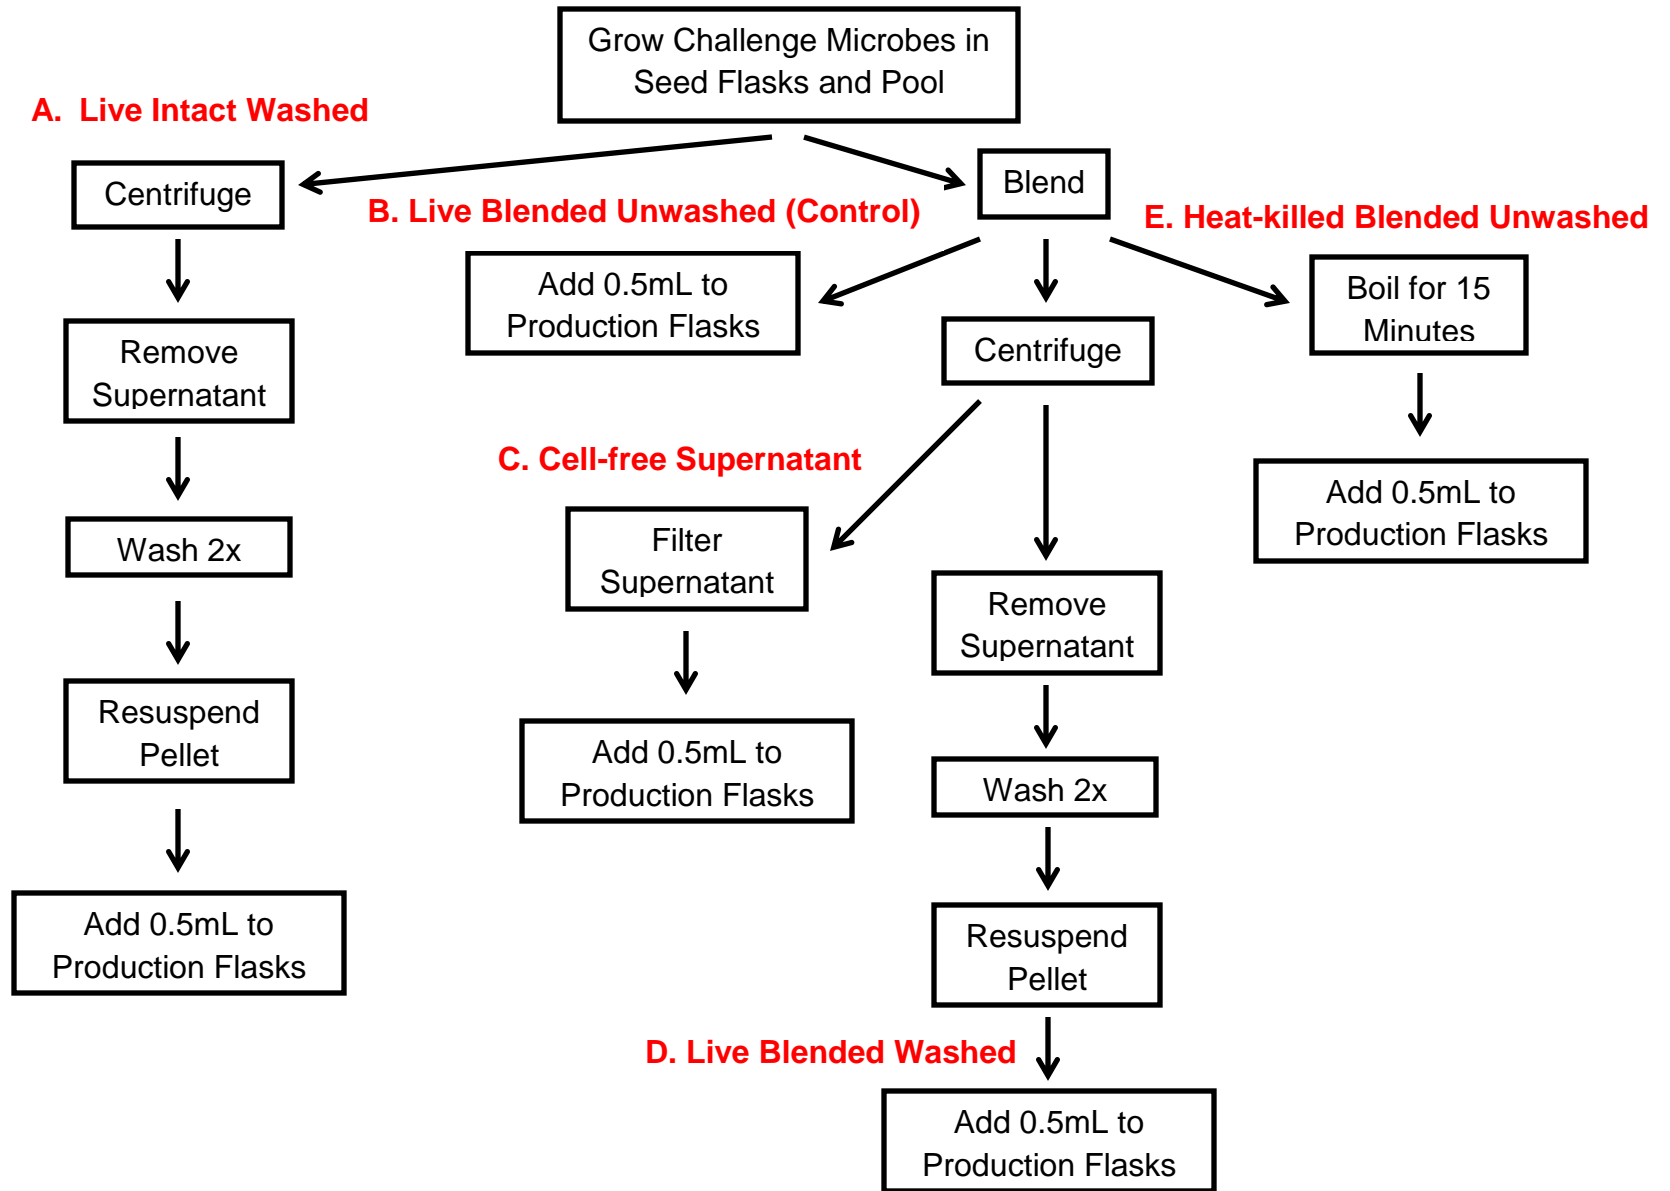 Grow Challenge Microbes in
Seed Flasks and Pool
A. Live Intact Washed
Centrifuge
Remove
Supernatant
Wash 2x
Resuspend
Pellet
Add 0.5mL to
Production Flasks
Blend
B. Live Blended Unwashed (Control)
Add 0.5mL to
Production Flasks
Centrifuge
C. Cell-free Supernatant
Filter
Supernatant
Add 0.5mL to
Production Flasks
Remove
Supernatant
Wash 2x
Resuspend
Pellet
D. Live Blended Washed
Add 0.5mL to
Production Flasks
E. Heat-killed Blended Unwashed
Boil for 15
Minutes
Add 0.5mL to
Production Flasks